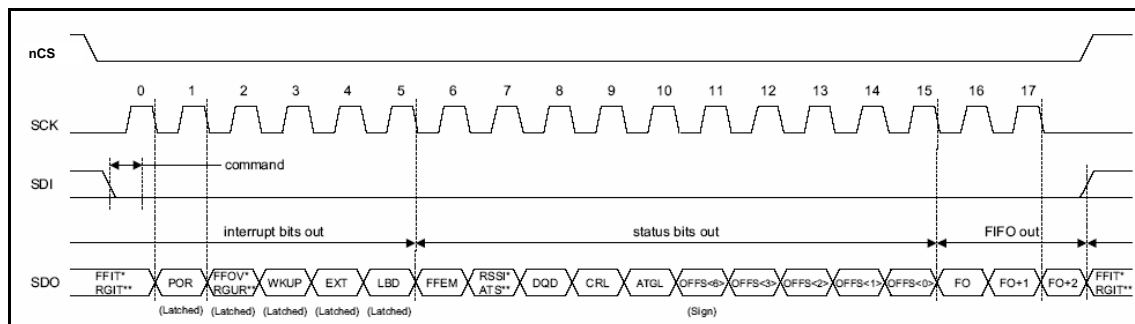 nCS
0 1 2 3 4 5 6 7 8 9 10 11 12 13 14 15 16 17
SCK
command
SDI
interrupt bits out status bits out FIFO out
SDO
FFIT*
RGIT**
POR
FFOV*
RGUR**
WKUP
EXT
LBD
FFEM
RSSI*
ATS**
DQD
CRL
ATGL
OFFS<6>
OFFS<3>
OFFS<2>
OFFS<1>
OFFS<0>
FO
FO+1
FO+2
FFIT*
RGIT**
(Latched) (Latched) (Latched) (Latched) (Latched) (Sign)